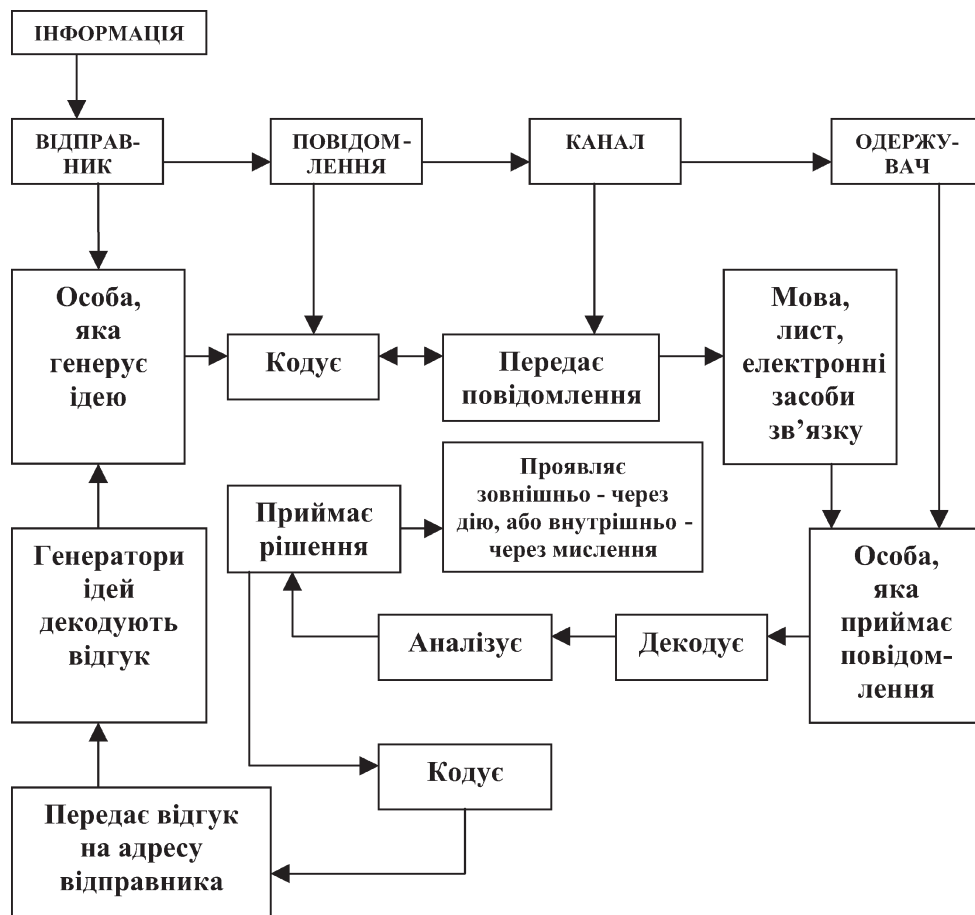 ІНФОРМАЦІЯ
ВІДПРАВ-
НИК
ПОВІДОМ-
ЛЕННЯ
КАНАЛ
ОДЕРЖУ-
ВАЧ
Особа,
яка
генерує
ідею
Кодує
Передає
повідомлення
Мова,
лист,
електронні
засоби
зв’язку
Проявляє
зовнішньо - через
дію, або внутрішньо -
через мислення
Приймає
рішення
Генератори
ідей
декодують
відгук
Особа,
яка
приймає
повідом-
лення
Декодує
Аналізує
Кодує
Передає відгук
на адресу
відправника